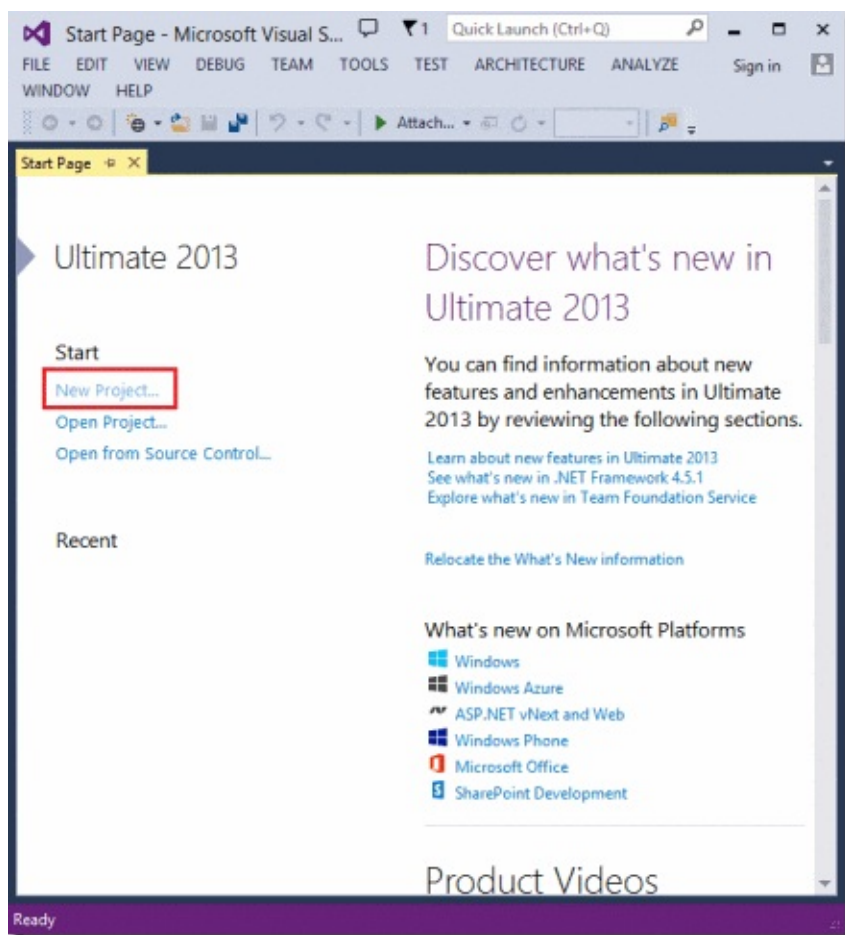 Start Page - Microsoft Visual S... 1 Quick Launch (Ctrl+Q)
FILE EDIT VIEW DEBUG TEAM TOOLS TEST ARCHITECTURE ANALYZE Sign in
WINDOW HELP
Attach...
Start Page
Ultimate 2013
Start
New Project...
Open Project...
Open from Source Control...
Recent
Discover what's new in
Ultimate 2013
You can find information about new
features and enhancements in Ultimate
2013 by reviewing the following sections.
Learn about new features in Ultimate 2013
See what's new in .NET Framework 4.5.1
Explore what's new in Team Foundation Service
Relocate the What's New information
What's new on Microsoft Platforms
Windows
Windows Azure
ASP.NET vNext and Web
Windows Phone
Microsoft Office
SharePoint Development
Product Videos
Ready